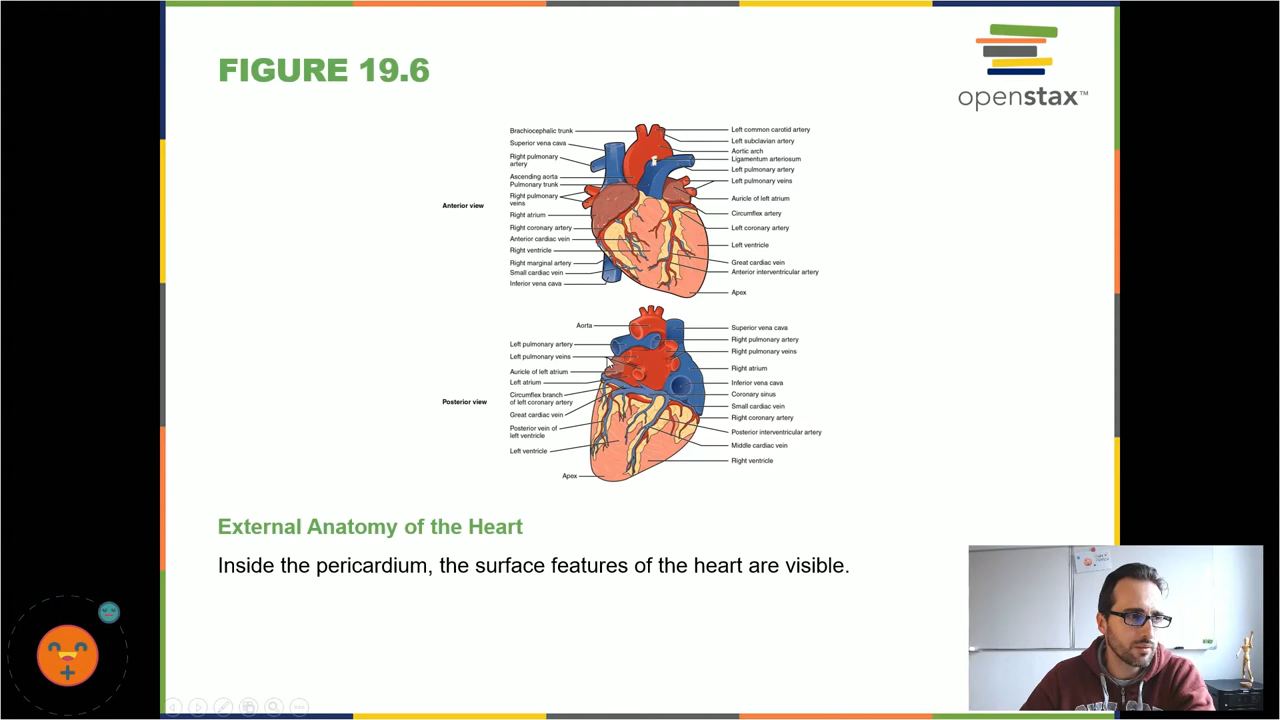 FIGURE 19.6
openstax™
Brachiocephalic trunk
Superior vena cava
Right pulmonary
artery
Ascending aorta
Pulmonary trunk
Right pulmonary
veins
Right atrium
Right coronary artery
Anterior cardiac vein
Right ventricle
Right marginal artery
Small cardiac vein
Inferior vena cava
Anterior view
Left common carotid artery
Left subclavian artery
Aortic arch
Ligamentum arteriosum
Left pulmonary artery
Left pulmonary veins
Auricle of left atrium
Circumflex artery
Left coronary artery
Left ventricle
Great cardiac vein
Anterior interventricular artery
Apex
Aorta
Left pulmonary artery
Left pulmonary veins
Auricle of left atrium
Left atrium
Circumflex branch
of left coronary artery
Great cardiac vein
Posterior vein of
left ventricle
Left ventricle
Apex
Posterior view
Superior vena cava
Right pulmonary artery
Right pulmonary veins
Right atrium
Inferior vena cava
Coronary sinus
Small cardiac vein
Right coronary artery
Posterior interventricular artery
Middle cardiac vein
Right ventricle
External Anatomy of the Heart
Inside the pericardium, the surface features of the heart are visible.